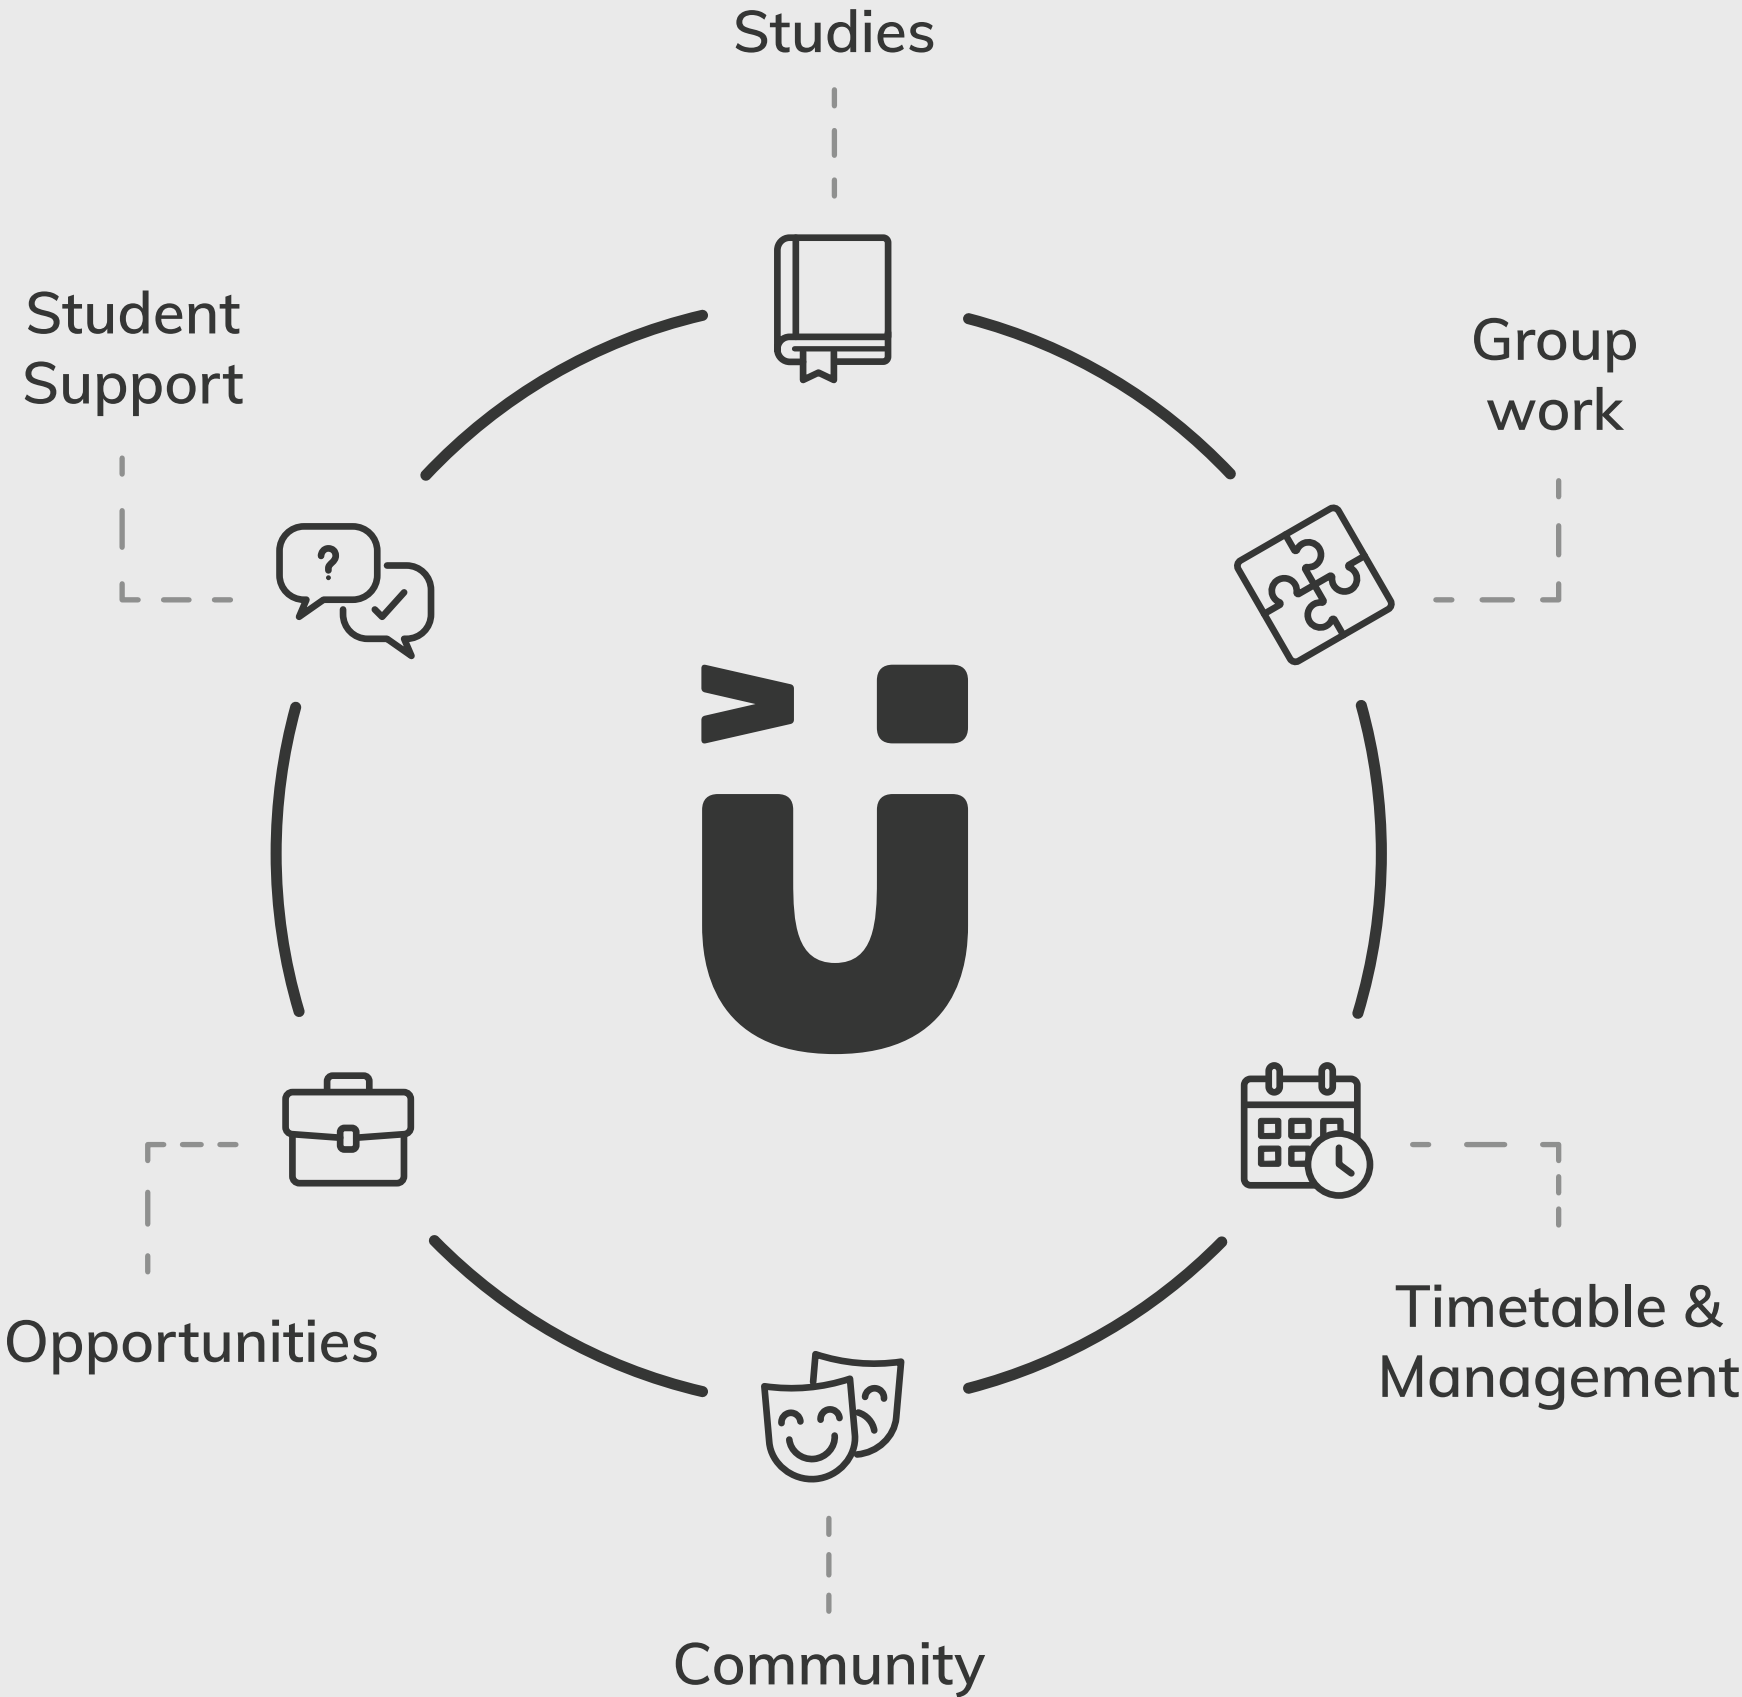 Studies
Student
Support
Group
work
?
Ü
Opportunities
Timetable &
Management
Community